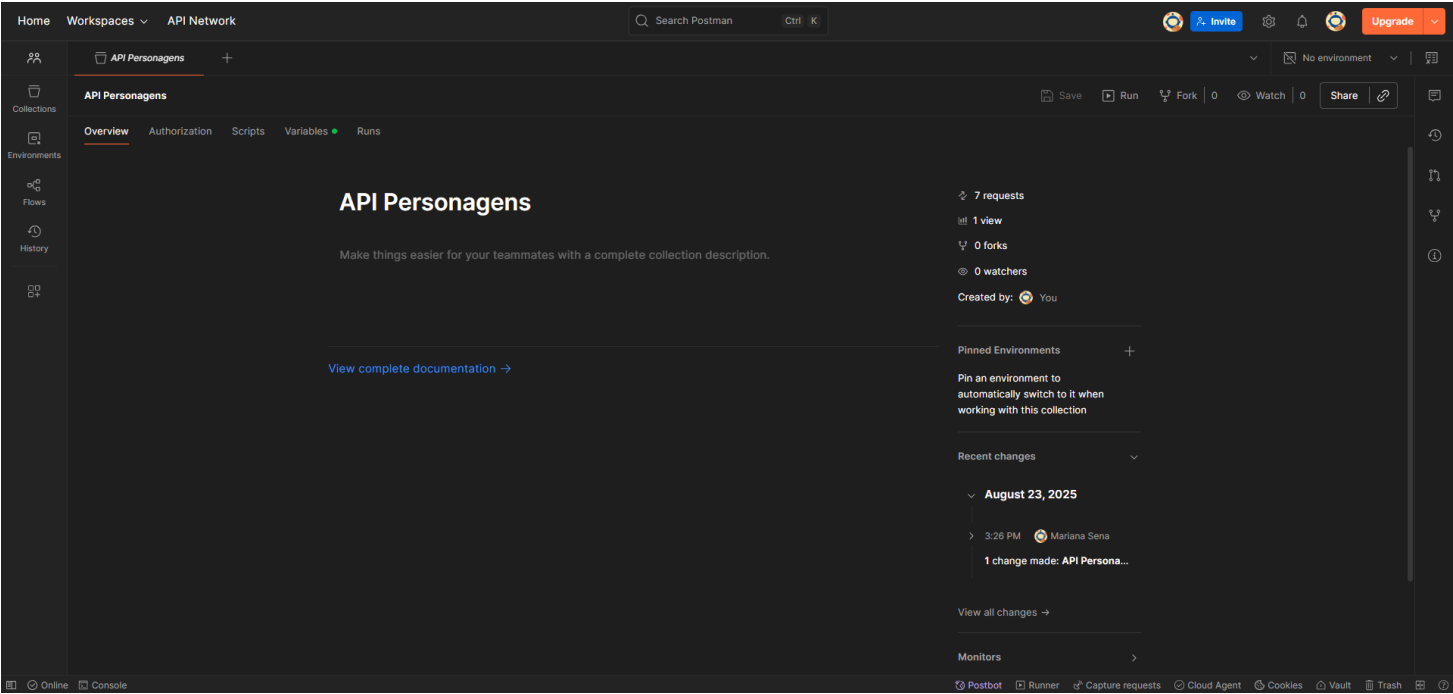 Home Workspaces API Network Search Postman Ctrl K Invite Upgrade
API Personagens No environment
Collections
Environments
Flows
History
API Personagens Save Run Fork 0 Watch 0 Share
Overview Authorization Scripts Variables Runs
API Personagens
Make things easier for your teammates with a complete collection description.
View complete documentation →
7 requests
1 view
0 forks
0 watchers
Created by: You
Pinned Environments
Pin an environment to
automatically switch to it when
working with this collection
Recent changes
August 23, 2025
3:26 PM Mariana Sena
1 change made: API Persona...
View all changes →
Monitors
Online Console Postbot Runner Capture requests Cloud Agent Cookies Vault Trash